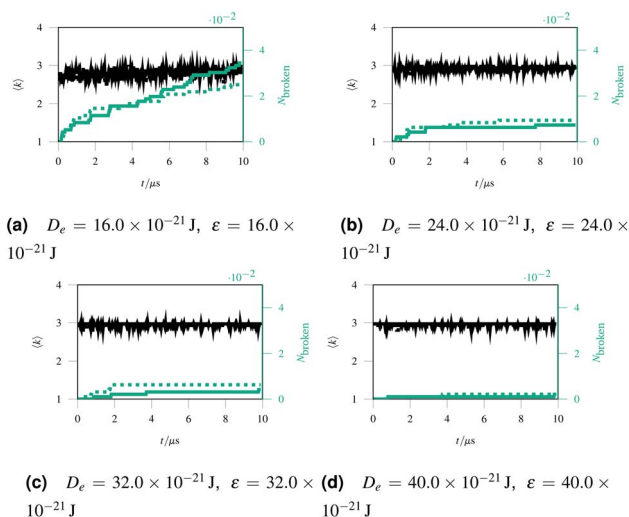 ·10⁻² ·10⁻²
4 4 4 4
3 3
⟨k⟩ 2 N_broken ⟨k⟩ 2 N_broken
2 2
1 0 1 0
0 2 4 6 8 10 0 2 4 6 8 10
t/μs t/μs
(a) D_e = 16.0 × 10⁻²¹ J, ε = 16.0 × (b) D_e = 24.0 × 10⁻²¹ J, ε = 24.0 ×
10⁻²¹ J 10⁻²¹ J
·10⁻² ·10⁻²
4 4 4 4
3 3
⟨k⟩ 2 N_broken ⟨k⟩ 2 N_broken
2 2
1 0 1 0
0 2 4 6 8 10 0 2 4 6 8 10
t/μs t/μs
(c) D_e = 32.0 × 10⁻²¹ J, ε = 32.0 × (d) D_e = 40.0 × 10⁻²¹ J, ε = 40.0 ×
10⁻²¹ J 10⁻²¹ J